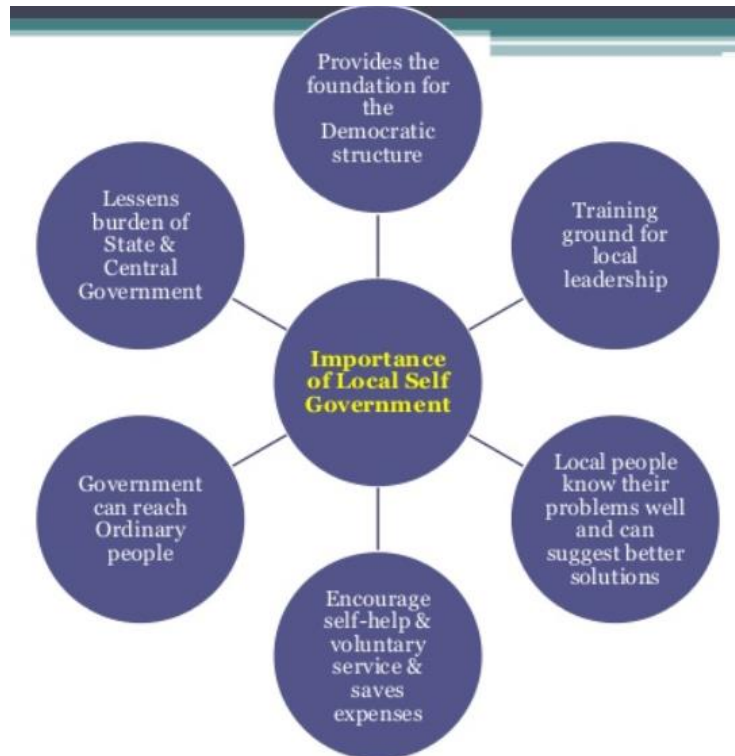 Provides the
foundation for
the
Democratic
structure
Lessens
burden of
State &
Central
Government
Training
ground for
local
leadership
Importance
of Local Self
Government
Government
can reach
Ordinary
people
Local people
know their
problems well
and can
suggest better
solutions
Encourage
self-help &
voluntary
service &
saves
expenses